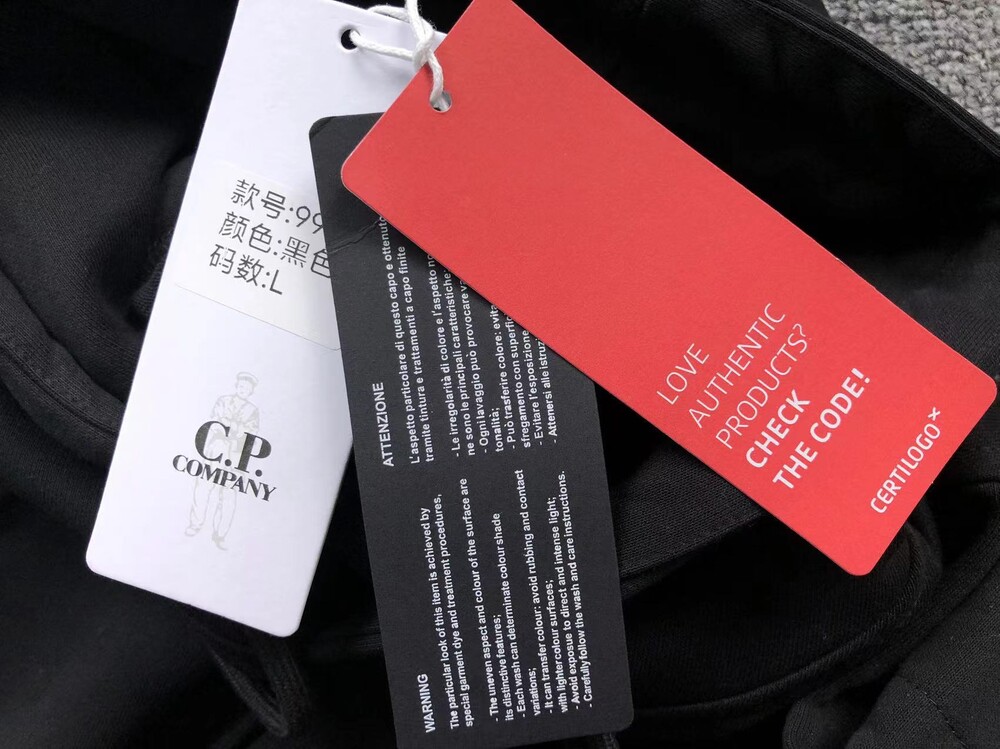 款号:99
颜色:黑色
码数:L
C.P.
COMPANY
ATTENZIONE
L'aspetto particolare di questo capo e ottenuto
tramite tintura e trattamenti a capo finite
- Le irregolarità di colore e l'aspetto
ne sono le principali caratteristiche
- Ogni lavaggio può provocare
tonalità;
- Può trasferire colore:
sfregamento con
- Evitare l'esposizione
- Attenersi alle
WARNING
The particular look of this item is achieved by
special garment dye and treatment procedures,
- The uneven aspect and colour of the surface are
its distinctive features;
- Each wash can determinate colour shade
variations;
- It can transfer colour: avoid rubbing and contact
with lighter colour surfaces;
- Avoid exposue to direct and intense light;
- Carefully follow the wash and care instructions.
LOVE
AUTHENTIC
PRODUCTS?
CHECK
THE CODE!
CERTILOGO